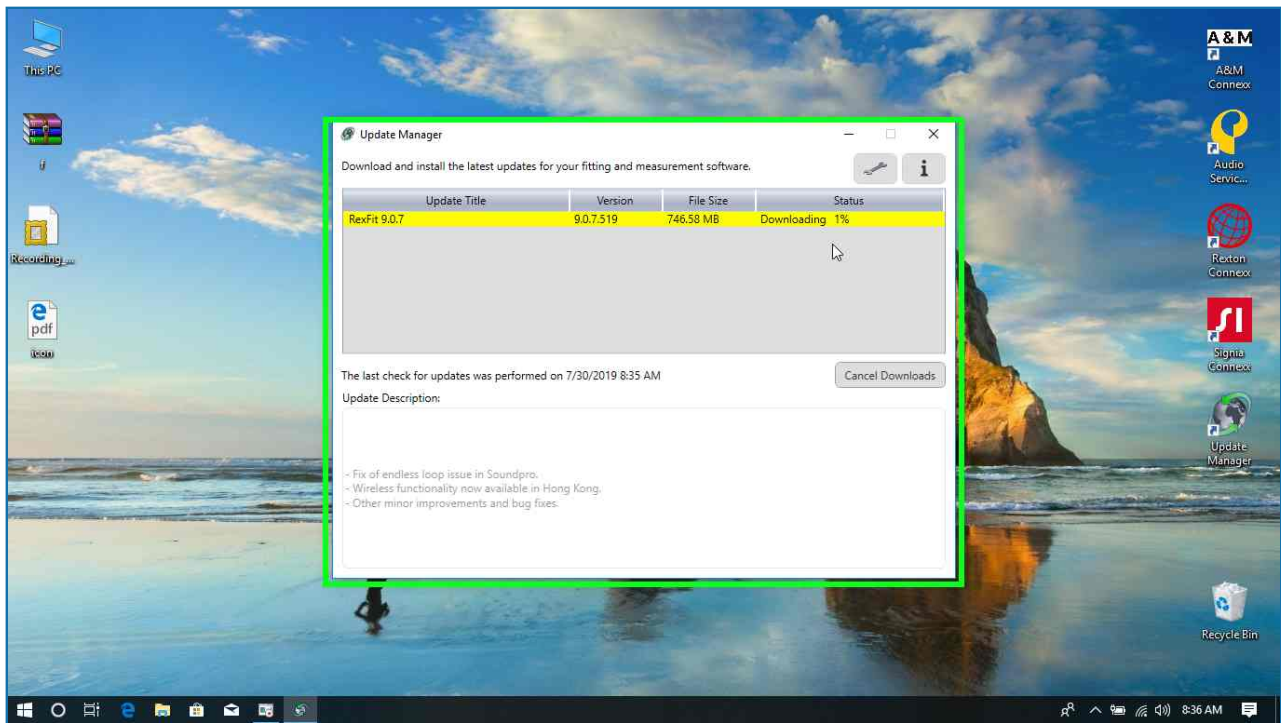 This PC
Recording_...
pdf
icon
Update Manager
Download and install the latest updates for your fitting and measurement software.
i
Update Title Version File Size Status
RexFit 9.0.7 9.0.7.519 746.58 MB Downloading 1%
The last check for updates was performed on 7/30/2019 8:35 AM
Cancel Downloads
Update Description:
- Fix of endless loop issue in Soundpro.
- Wireless functionality now available in Hong Kong.
- Other minor improvements and bug fixes.
A&M
A&M
Connexx
Audio
Servic...
Rexton
Connexx
SI
Signia
Connexx
Update
Manager
Recycle Bin
8:36 AM